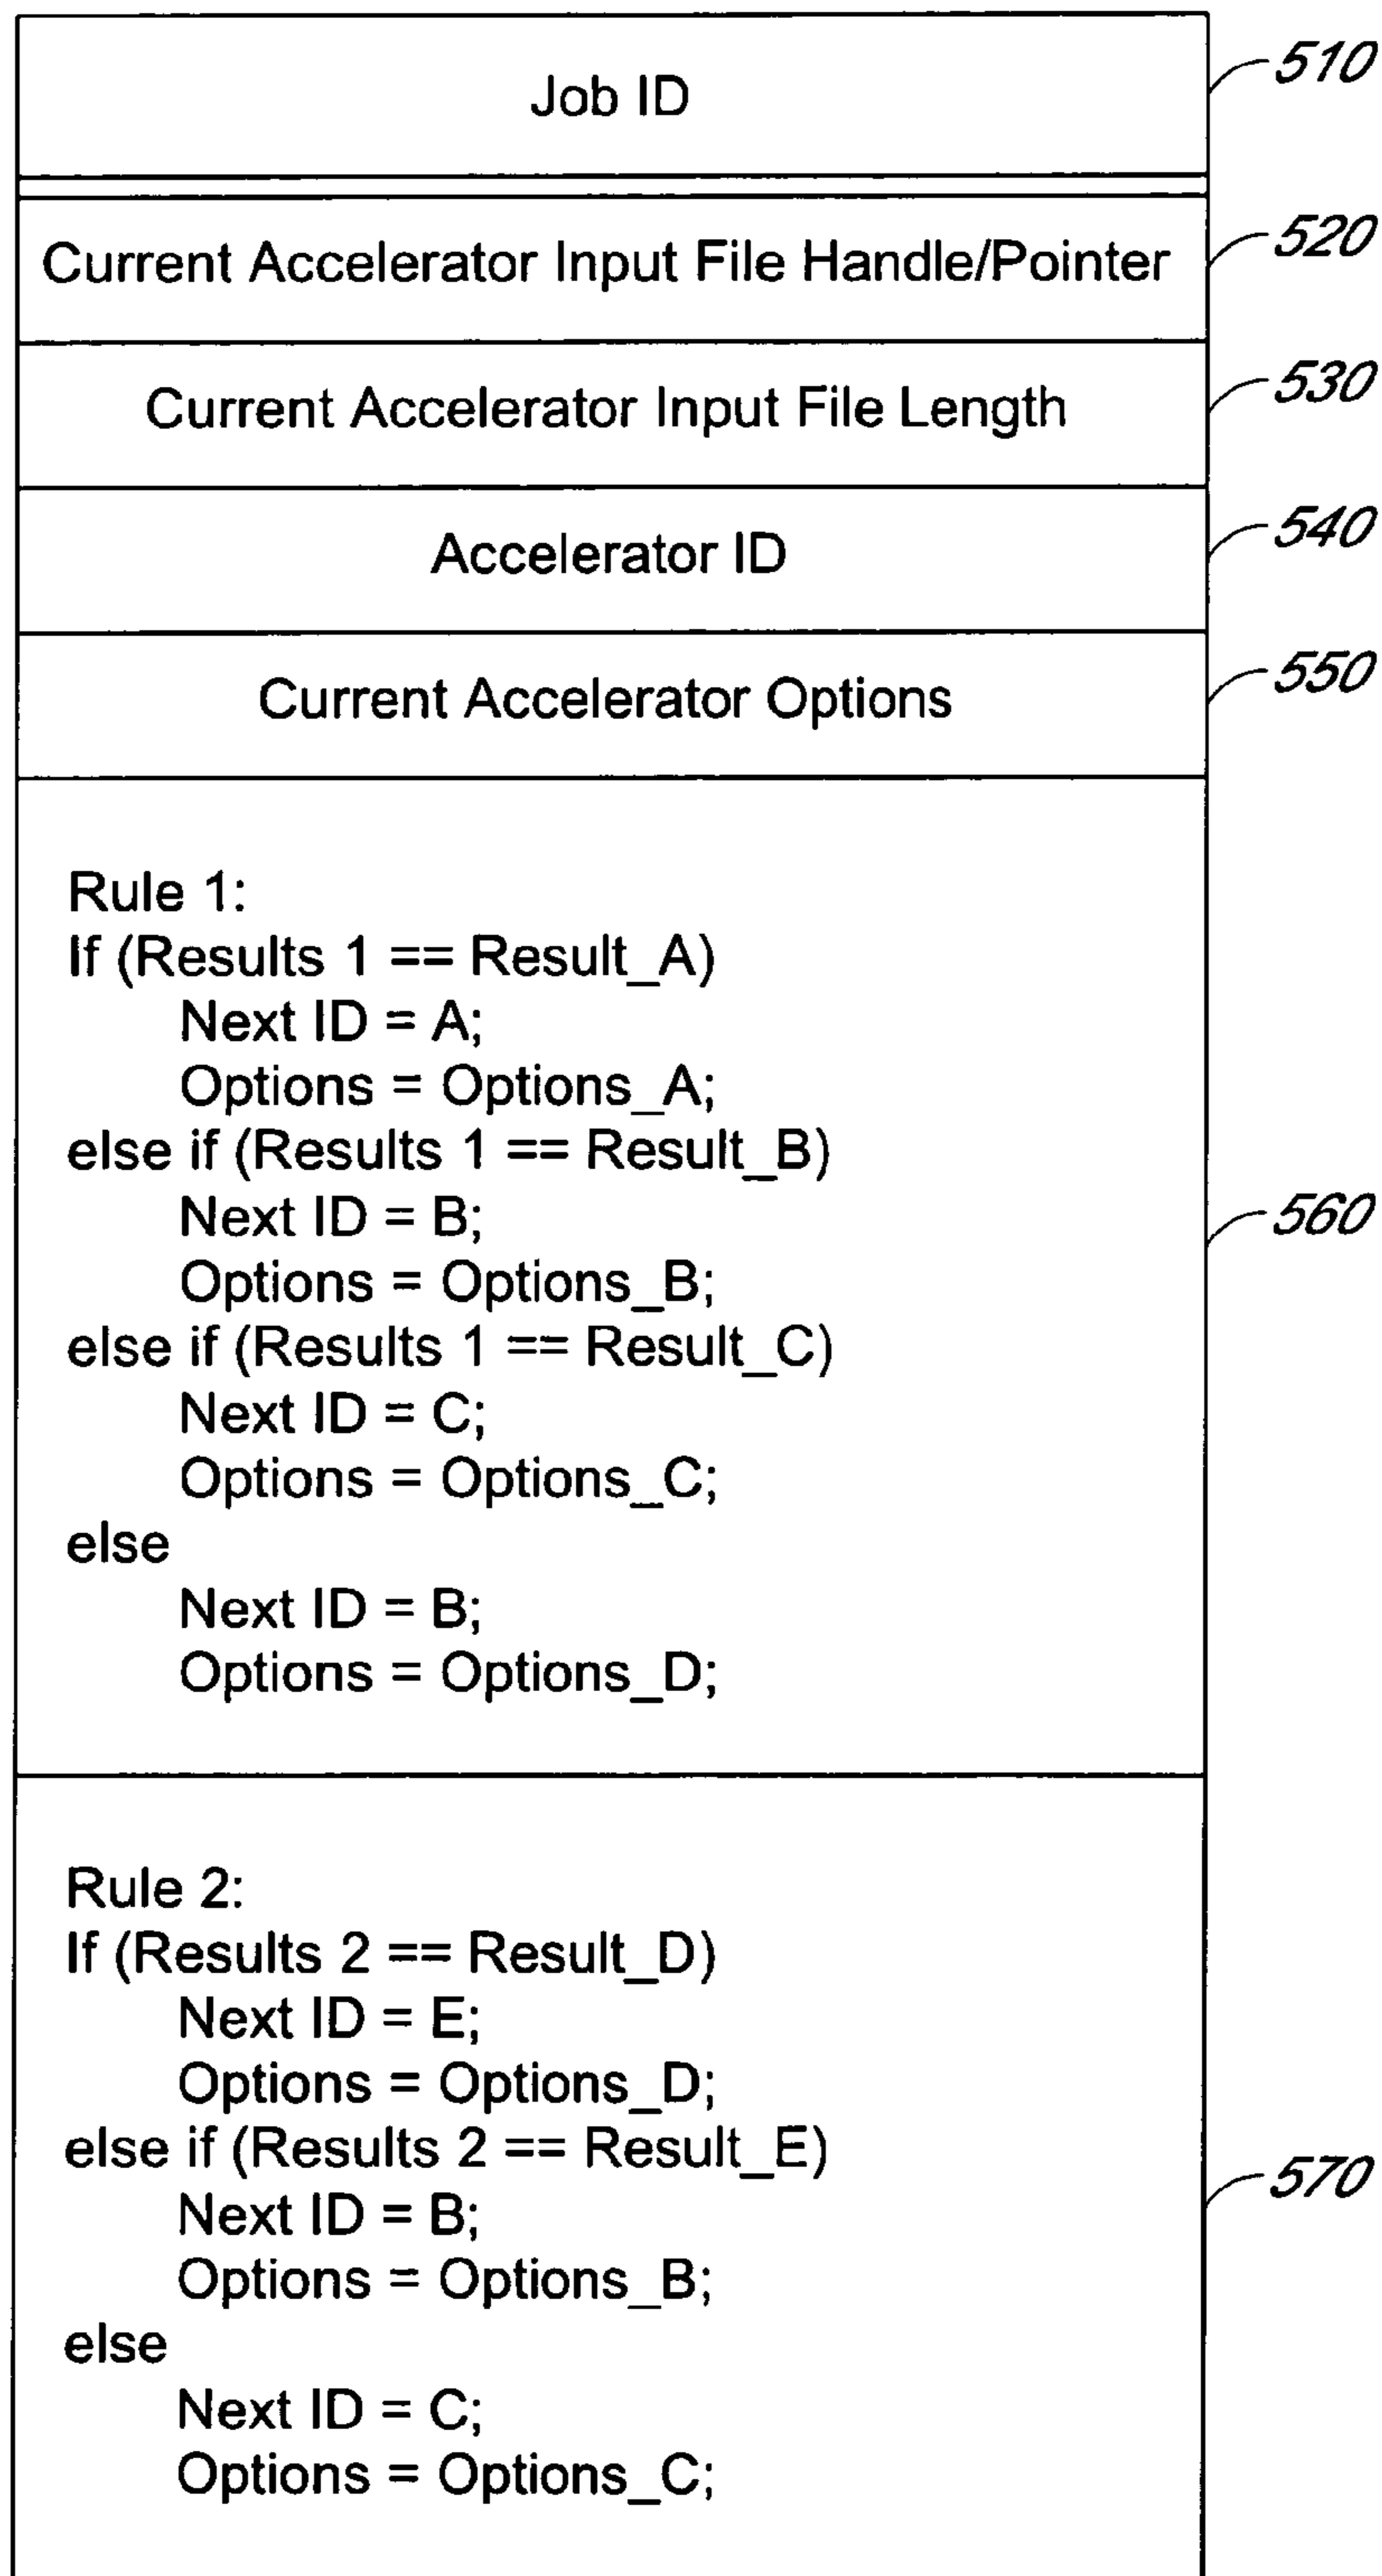 Job ID
510
Current Accelerator Input File Handle/Pointer
520
Current Accelerator Input File Length
530
Accelerator ID
540
Current Accelerator Options
550
Rule 1:
If (Results 1 == Result_A)
Next ID = A;
Options = Options_A;
else if (Results 1 == Result_B)
Next ID = B;
Options = Options_B;
else if (Results 1 == Result_C)
Next ID = C;
Options = Options_C;
else
Next ID = B;
Options = Options_D;
560
Rule 2:
If (Results 2 == Result_D)
Next ID = E;
Options = Options_D;
else if (Results 2 == Result_E)
Next ID = B;
Options = Options_B;
else
Next ID = C;
Options = Options_C;
570